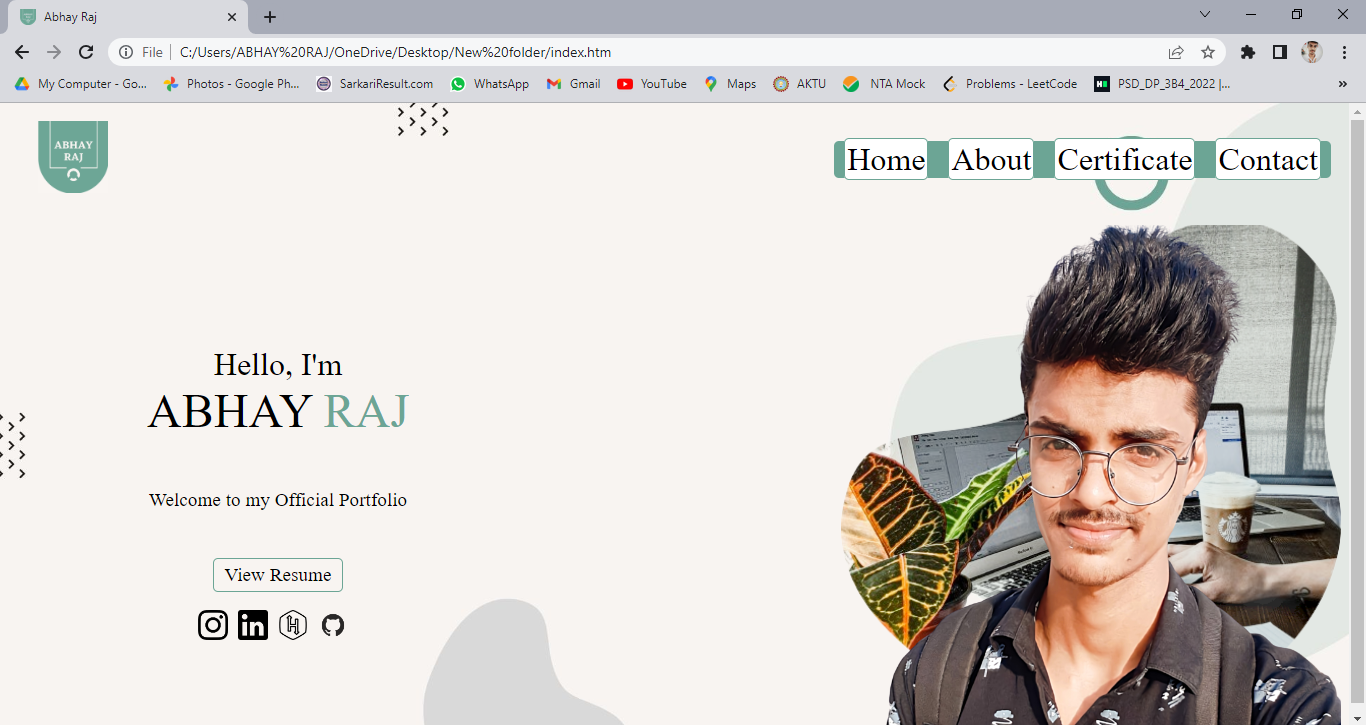 Abhay Raj
File C:/Users/ABHAY%20RAJ/OneDrive/Desktop/New%20folder/index.htm
My Computer - Go... Photos - Google Ph... SarkariResult.com WhatsApp Gmail YouTube Maps AKTU NTA Mock Problems - LeetCode PSD_DP_3B4_2022 |...
ABHAY
RAJ
Home About Certificate Contact
Hello, I'm
ABHAY RAJ
Welcome to my Official Portfolio
View Resume